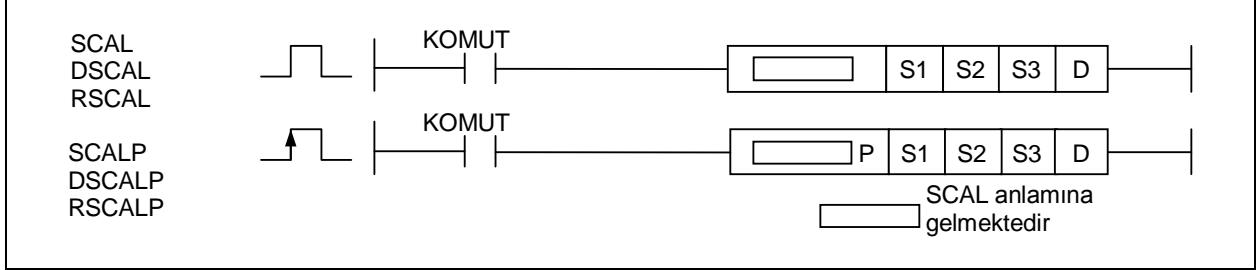 SCAL
DSCAL
RSCAL
KOMUT
S1 S2 S3 D
SCALP
DSCALP
RSCALP
KOMUT
P S1 S2 S3 D
SCAL anlamına
gelmektedir